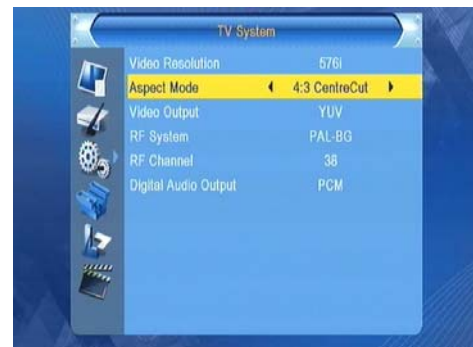 TV System
Video Resolution 576i
Aspect Mode 4:3 CentreCut
Video Output YUV
RF System PAL-BG
RF Channel 38
Digital Audio Output PCM